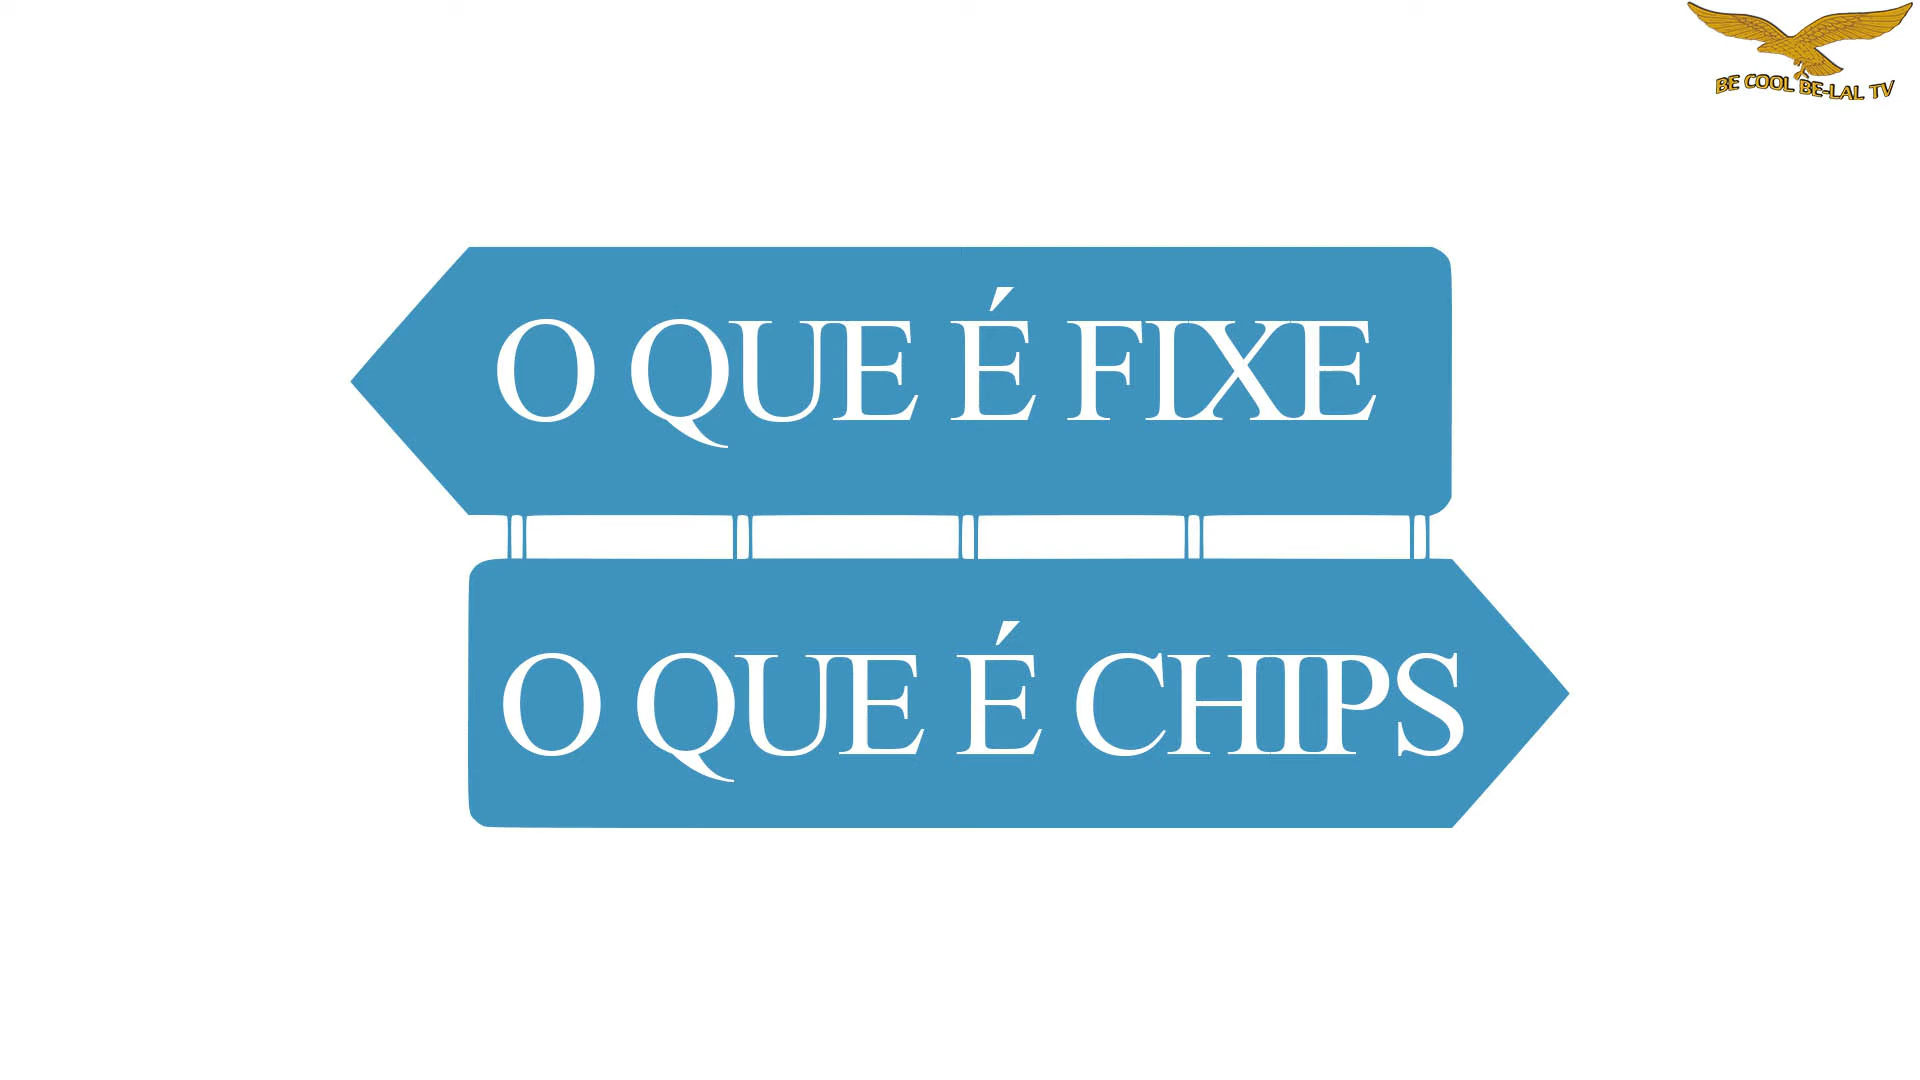 BE COOL BE-LAL TV
O QUE É FIXE
O QUE É CHIPS